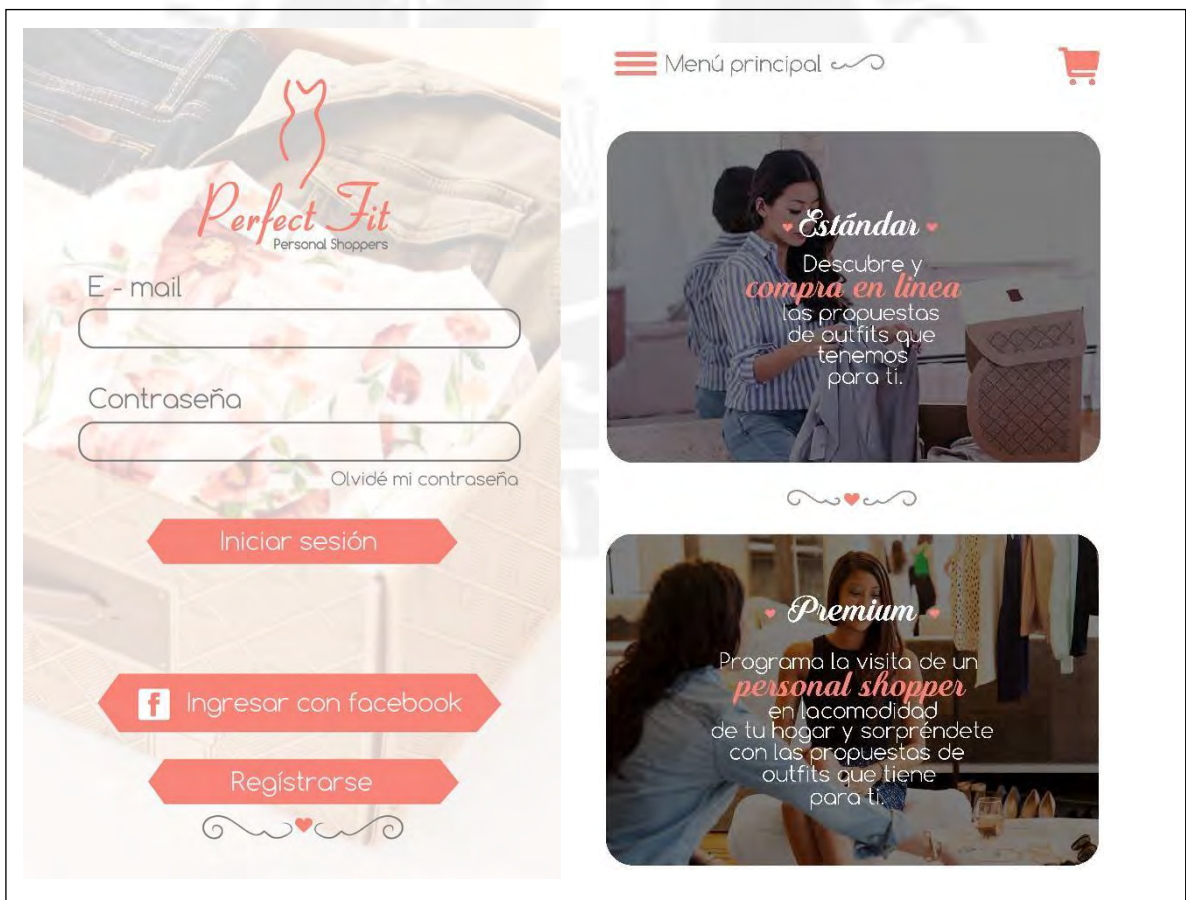 Perfect Fit
Personal Shoppers
E - mail
Contraseña
Olvidé mi contraseña
Iniciar sesión
f Ingresar con facebook
Regístrarse
Menú principal
Estándar
Descubre y
compra en linea
las propuestas
de outfits que
tenemos
para ti.
Premium
Programa la visita de un
personal shopper
en lacomodidad
de tu hogar y sorpréndete
con las propuestas de
outfits que tiene
para ti.